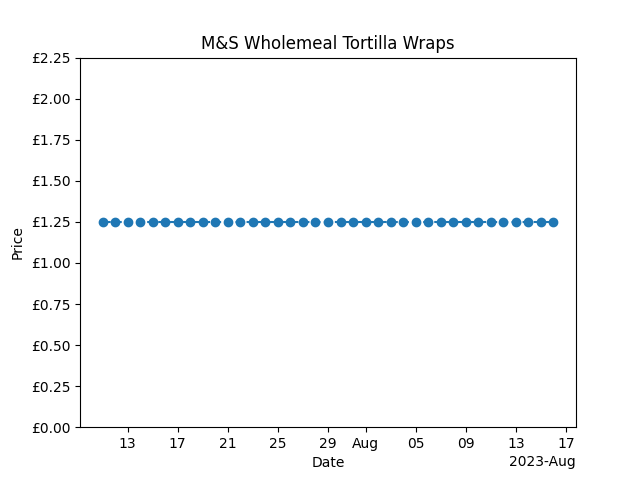 M&S Wholemeal Tortilla Wraps
£2.25
£2.00
£1.75
£1.50
£1.25
£1.00
£0.75
£0.50
£0.25
£0.00
Price
13 17 21 25 29 Aug 05 09 13 17
Date
2023-Aug